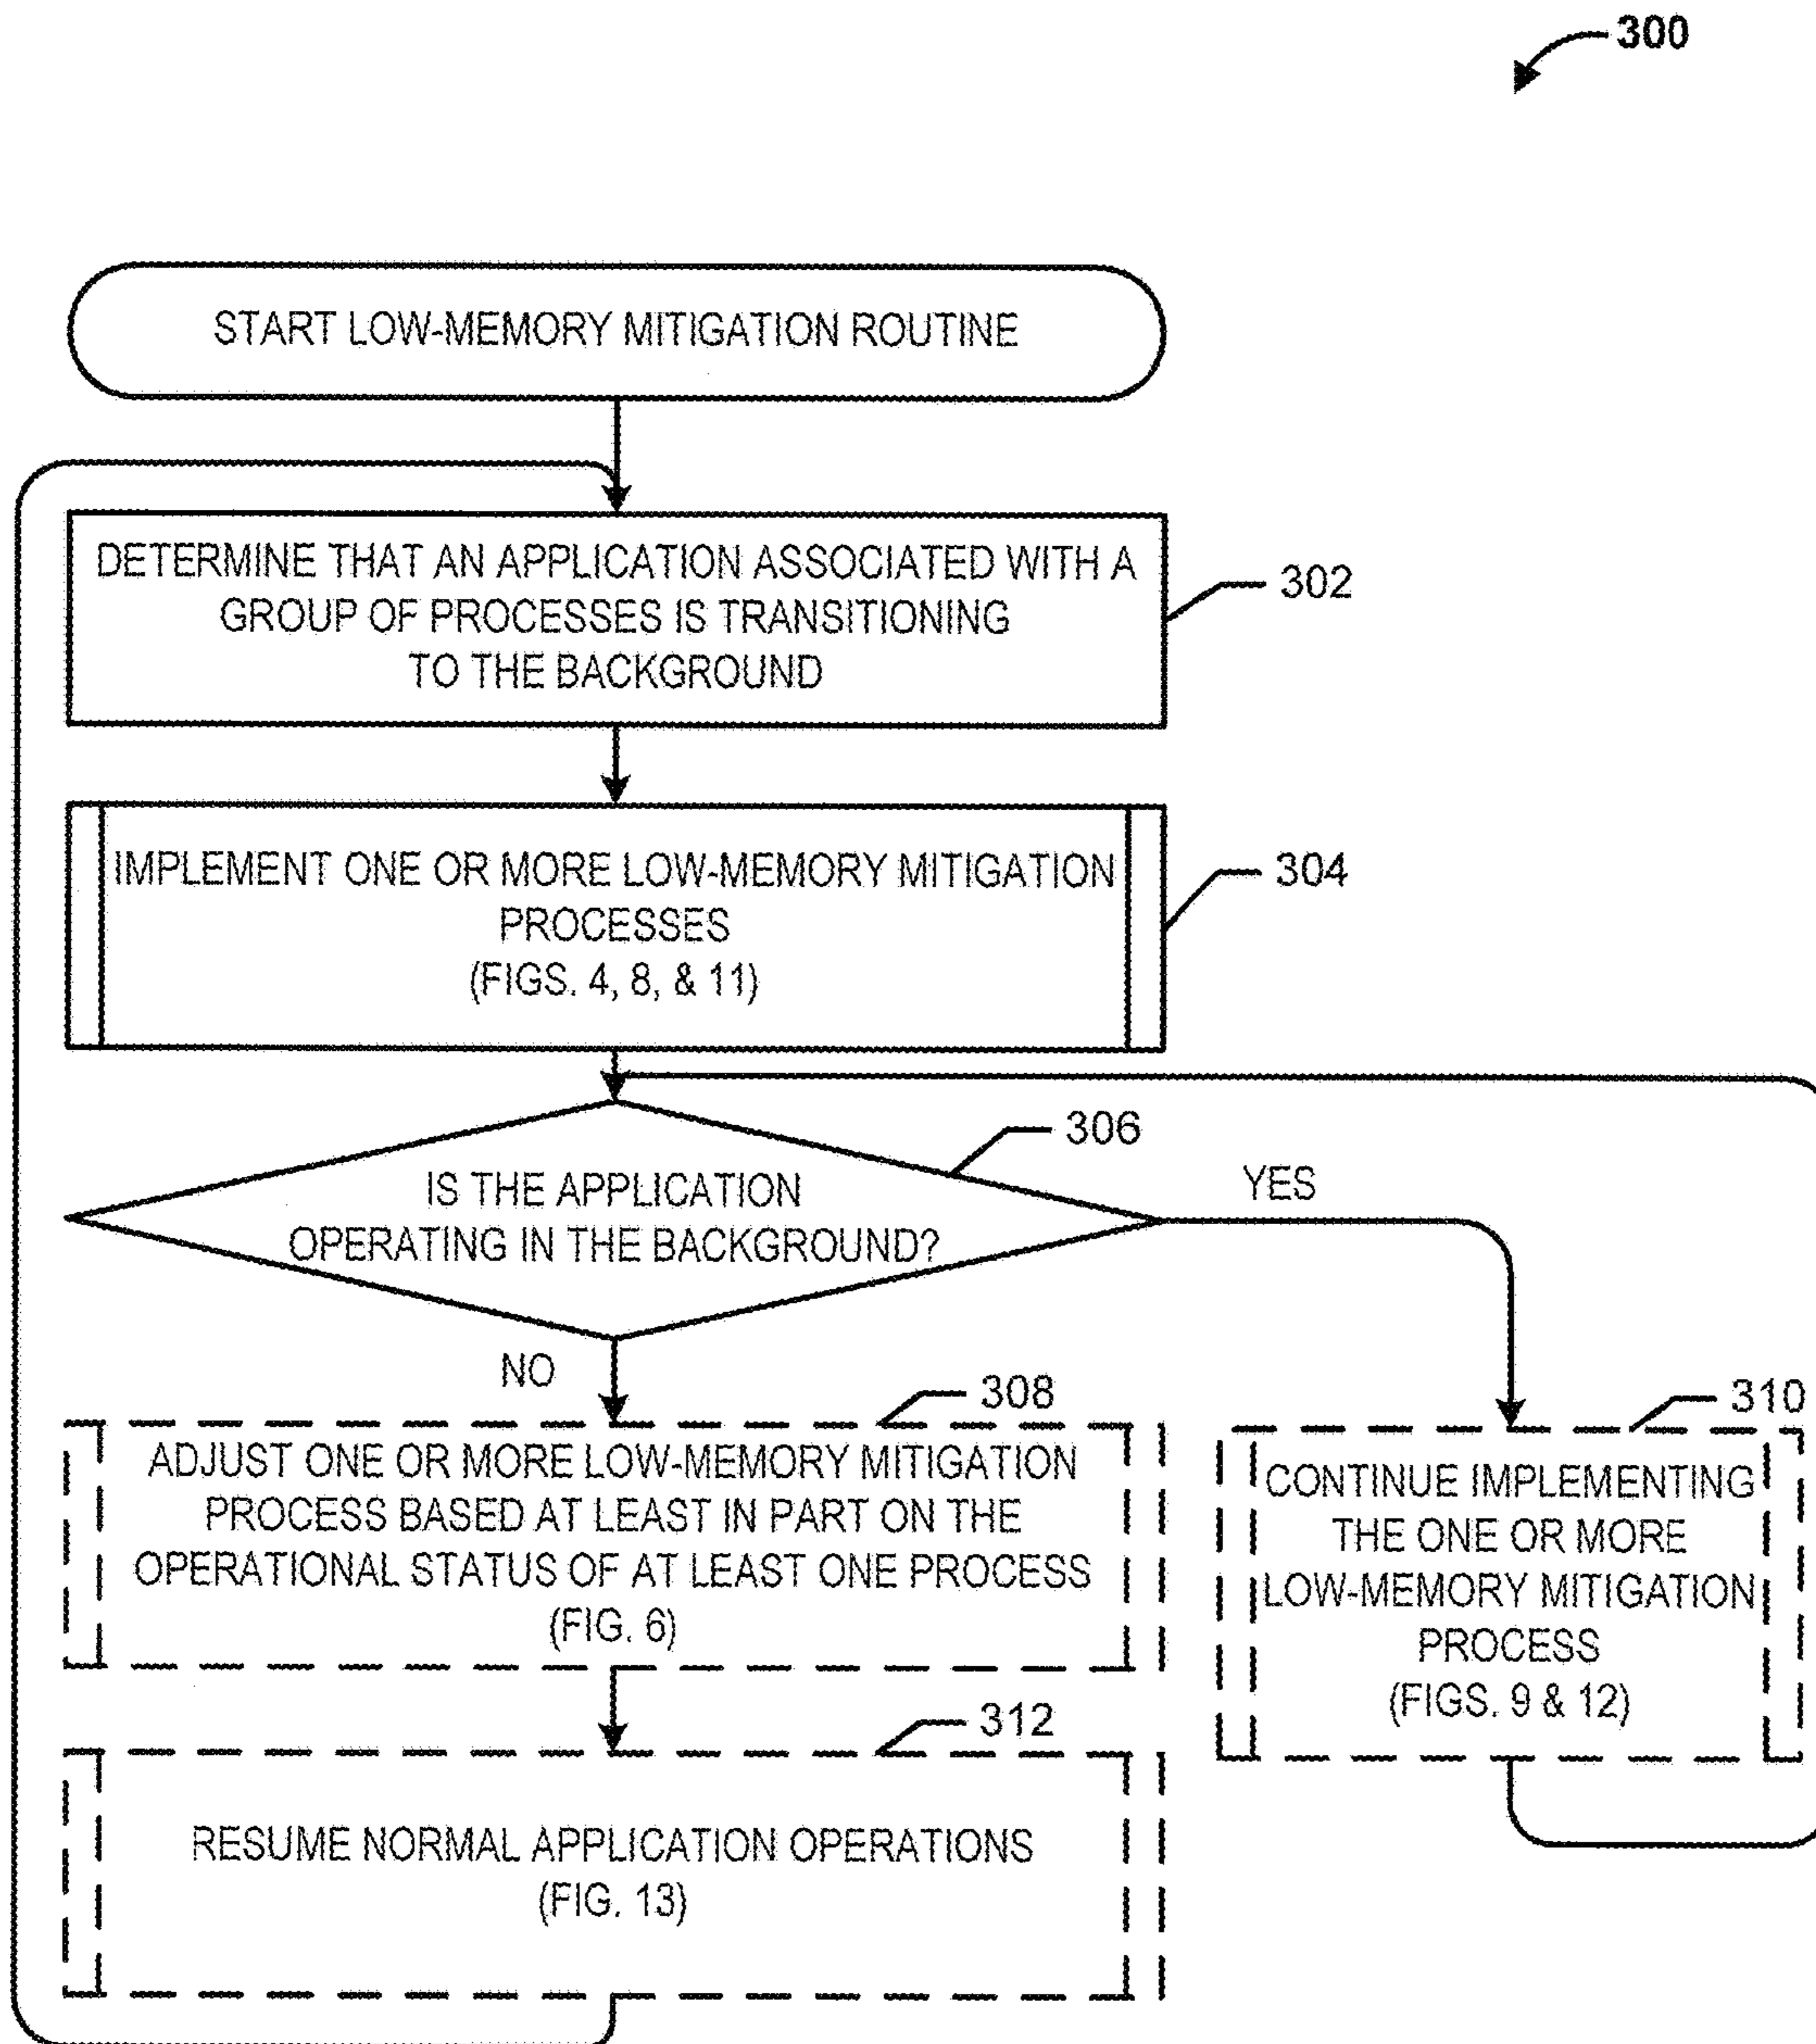 300
START LOW-MEMORY MITIGATION ROUTINE
DETERMINE THAT AN APPLICATION ASSOCIATED WITH A
GROUP OF PROCESSES IS TRANSITIONING
TO THE BACKGROUND
302
IMPLEMENT ONE OR MORE LOW-MEMORY MITIGATION
PROCESSES
(FIGS. 4, 8, & 11)
304
306
IS THE APPLICATION
OPERATING IN THE BACKGROUND?
YES
NO
308
ADJUST ONE OR MORE LOW-MEMORY MITIGATION
PROCESS BASED AT LEAST IN PART ON THE
OPERATIONAL STATUS OF AT LEAST ONE PROCESS
(FIG. 6)
310
CONTINUE IMPLEMENTING
THE ONE OR MORE
LOW-MEMORY MITIGATION
PROCESS
(FIGS. 9 & 12)
312
RESUME NORMAL APPLICATION OPERATIONS
(FIG. 13)